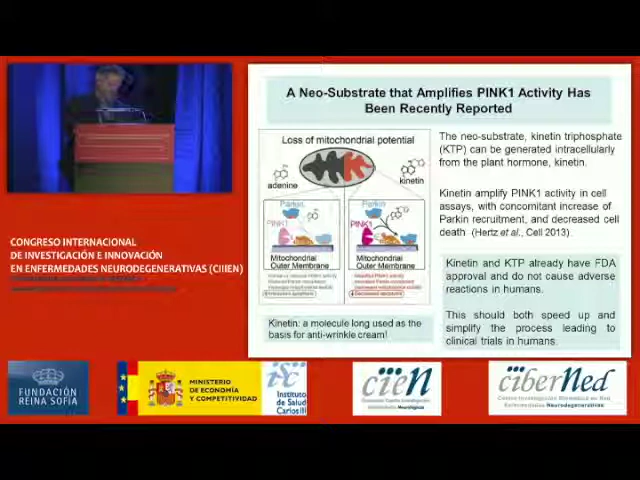 A Neo-Substrate that Amplifies PINK1 Activity Has
Been Recently Reported
Loss of mitochondrial potential
adenine
kinetin
Parkin
PINK1
Mitochondrial
Outer Membrane
Parkin
PINK1
Mitochondrial
Outer Membrane
Kinetin: a molecule long used as the
basis for anti-wrinkle cream!
The neo-substrate, kinetin triphosphate
(KTP) can be generated intracellularly
from the plant hormone, kinetin.
Kinetin amplify PINK1 activity in cell
assays, with concomitant increase of
Parkin recruitment, and decreased cell
death (Hertz et al., Cell 2013).
Kinetin and KTP already have FDA
approval and do not cause adverse
reactions in humans.
This should both speed up and
simplify the process leading to
clinical trials in humans.
CONGRESO INTERNACIONAL
DE INVESTIGACIÓN E INNOVACIÓN
EN ENFERMEDADES NEURODEGENERATIVAS (CIIIEN)
FUNDACIÓN
REINA SOFÍA
MINISTERIO
DE ECONOMÍA
Y COMPETITIVIDAD
isc
Instituto
de Salud
Carlos III
cien
ciberNed